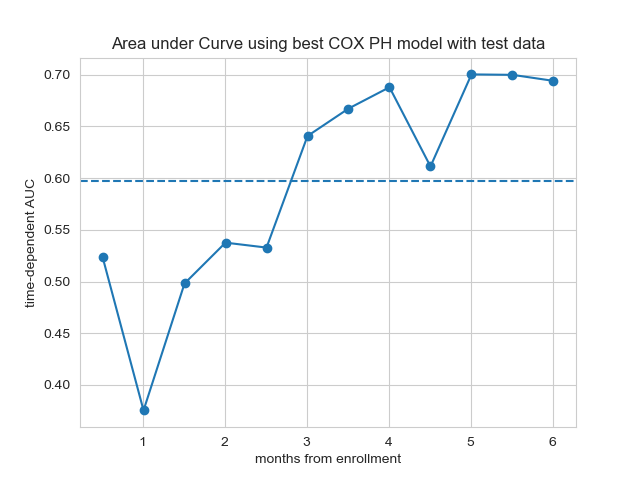 Area under Curve using best COX PH model with test data
time-dependent AUC
0.70
0.65
0.60
0.55
0.50
0.45
0.40
1 2 3 4 5 6
months from enrollment